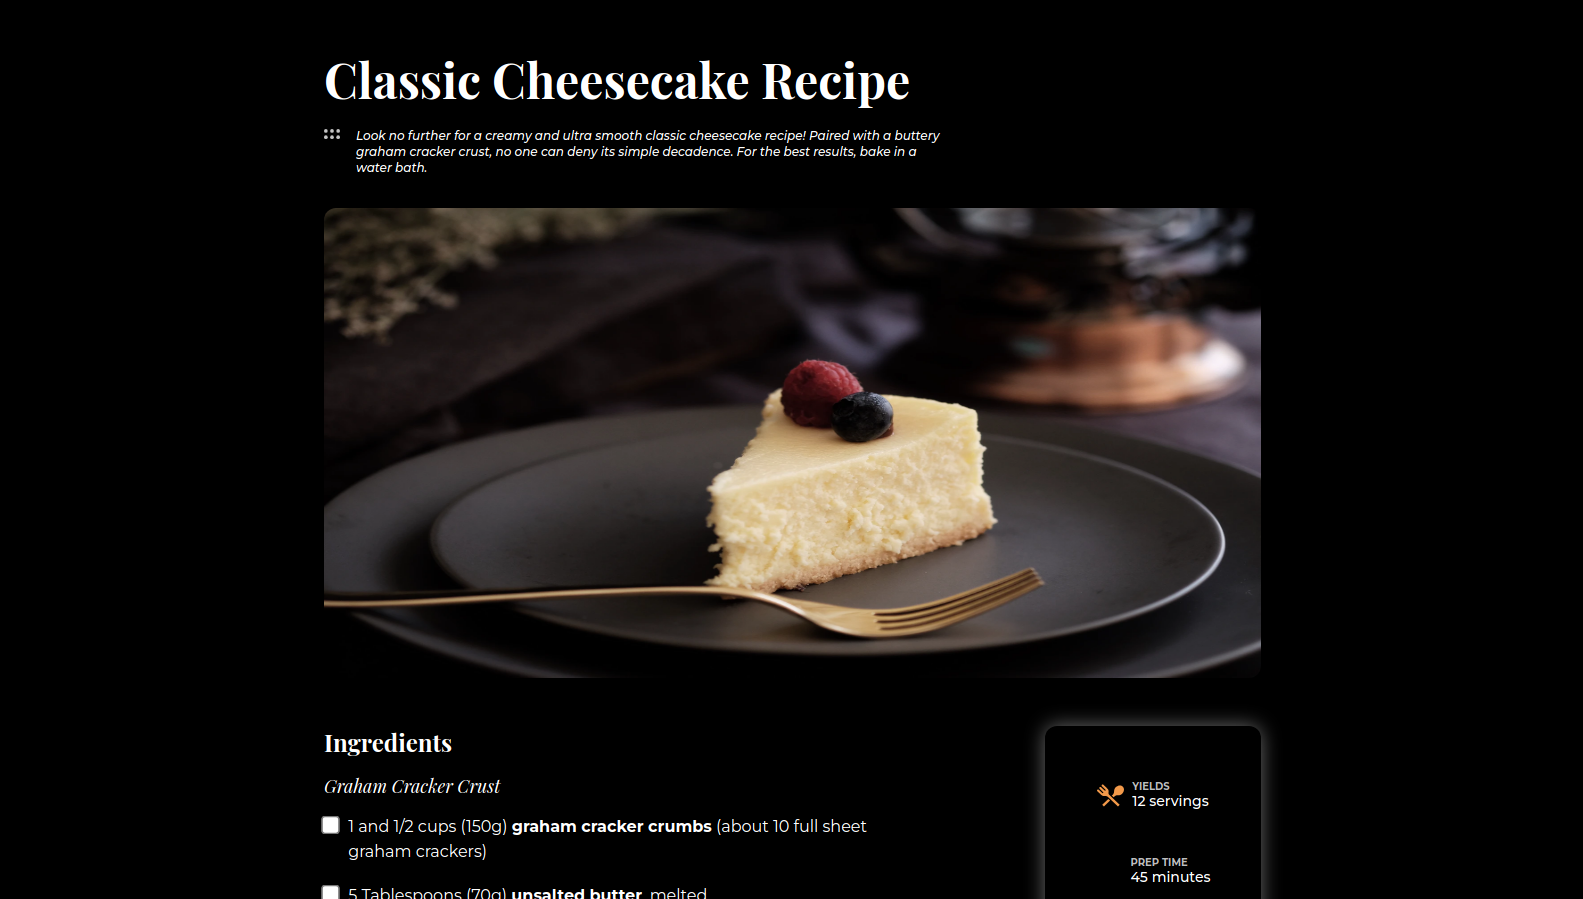 Classic Cheesecake Recipe
Look no further for a creamy and ultra smooth classic cheesecake recipe! Paired with a buttery
graham cracker crust, no one can deny its simple decadence. For the best results, bake in a
water bath.
Ingredients
Graham Cracker Crust
1 and 1/2 cups (150g) graham cracker crumbs (about 10 full sheet
graham crackers)
5 Tablespoons (70g) unsalted butter, melted
YIELDS
12 servings
PREP TIME
45 minutes